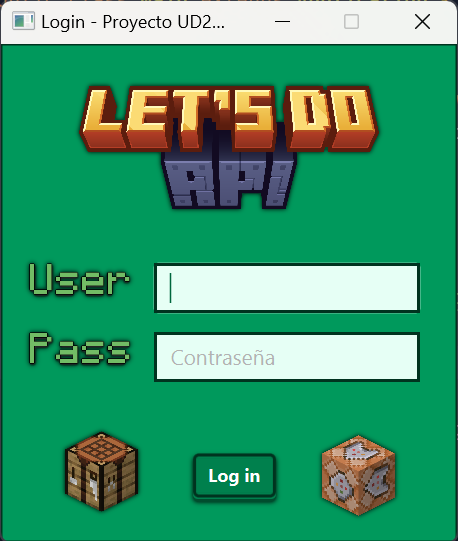 Login - Proyecto UD2...
LET'S DO
API
User
Pass
Contraseña
Log in